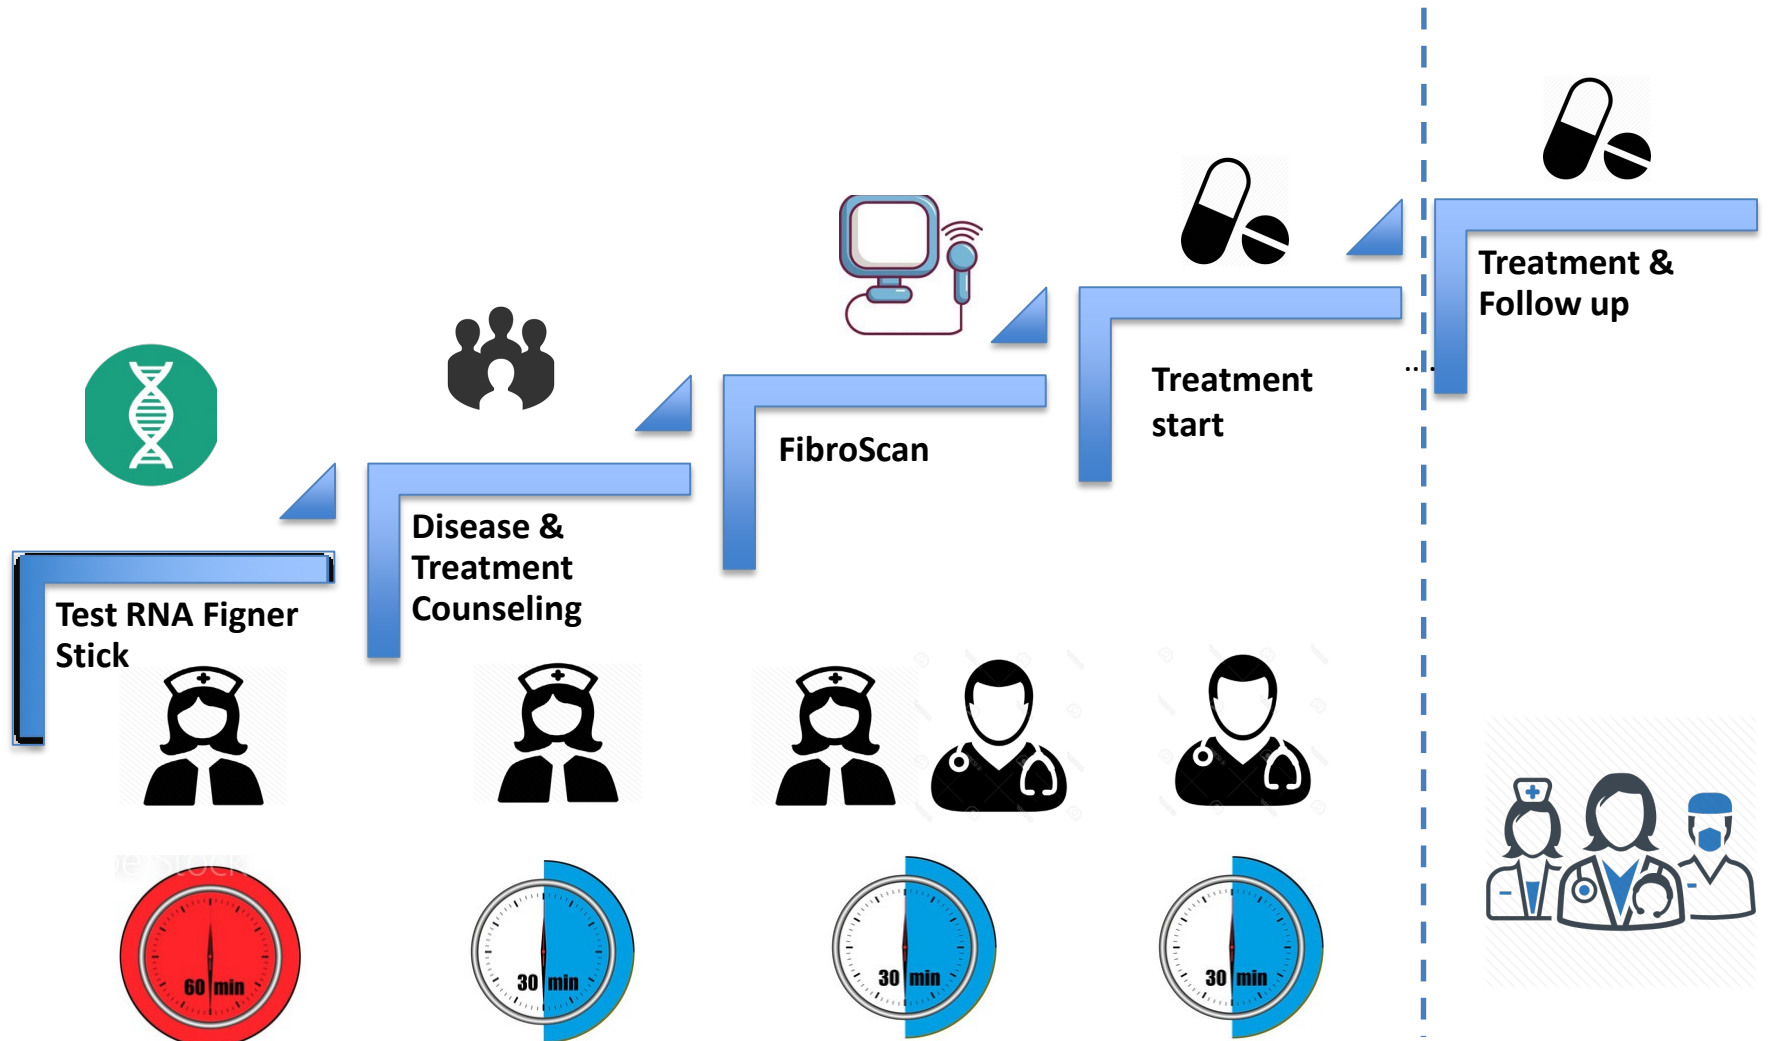 Test RNA Figner
Stick
Disease &
Treatment
Counseling
FibroScan
Treatment
start
....
Treatment &
Follow up
60 min
30 min
30 min
30 min